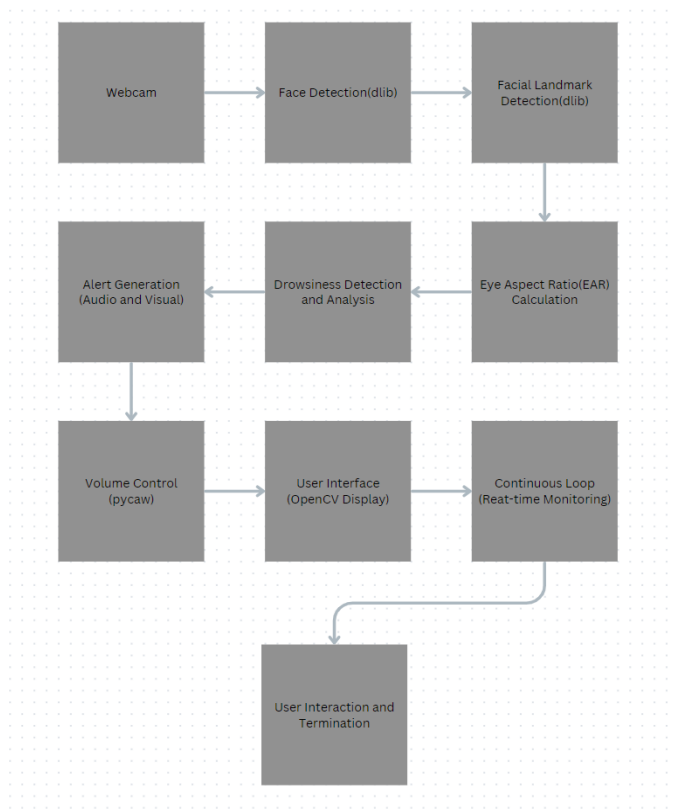 Webcam
Face Detection(dlib)
Facial Landmark
Detection(dlib)
Alert Generation
(Audio and Visual)
Drowsiness Detection
and Analysis
Eye Aspect Ratio(EAR)
Calculation
Volume Control
(pycaw)
User Interface
(OpenCV Display)
Continuous Loop
(Reat-time Monitoring)
User Interaction and
Termination